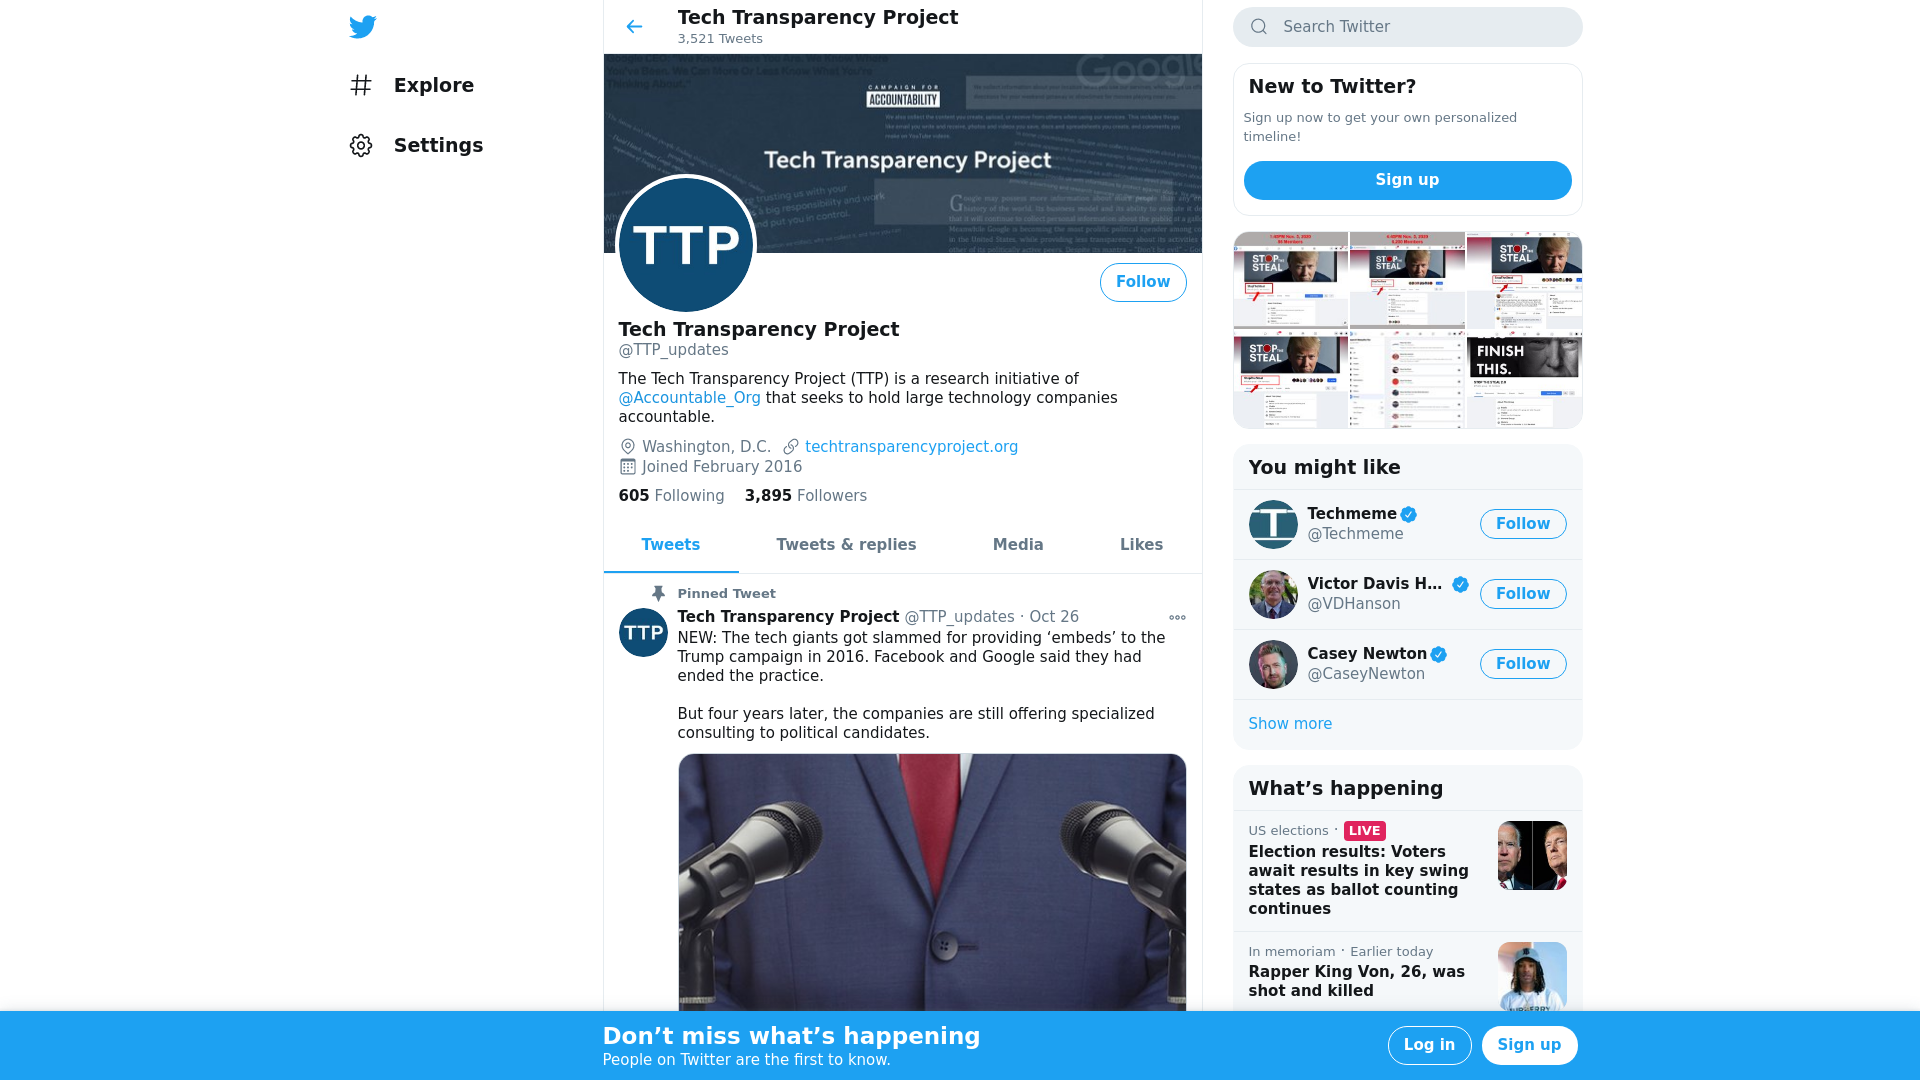 Explore
Settings
Tech Transparency Project
3,521 Tweets
Google
CAMPAIGN FOR
ACCOUNTABILITY
Tech Transparency Project
TTP
Follow
Tech Transparency Project
@TTP_updates
The Tech Transparency Project (TTP) is a research initiative of
@Accountable_Org that seeks to hold large technology companies
accountable.
Washington, D.C. techtransparencyproject.org
Joined February 2016
605 Following 3,895 Followers
Tweets Tweets & replies Media Likes
Pinned Tweet
TTP
Tech Transparency Project @TTP_updates · Oct 26
NEW: The tech giants got slammed for providing ‘embeds’ to the
Trump campaign in 2016. Facebook and Google said they had
ended the practice.
But four years later, the companies are still offering specialized
consulting to political candidates.
Search Twitter
New to Twitter?
Sign up now to get your own personalized
timeline!
Sign up
STOP THE
STEAL
STOP THE
STEAL
STOP THE
STEAL
STOP THE
STEAL
FINISH
THIS.
You might like
Techmeme
@Techmeme
Follow
Victor Davis H...
@VDHanson
Follow
Casey Newton
@CaseyNewton
Follow
Show more
What’s happening
US elections · LIVE
Election results: Voters
await results in key swing
states as ballot counting
continues
In memoriam · Earlier today
Rapper King Von, 26, was
shot and killed
Don’t miss what’s happening
People on Twitter are the first to know.
Log in
Sign up